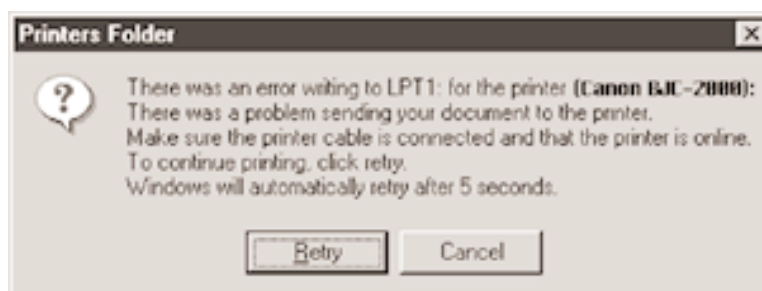 Printers Folder
There was an error writing to LPT1: for the printer (Canon BJC-2000):
There was a problem sending your document to the printer.
Make sure the printer cable is connected and that the printer is online.
To continue printing, click retry.
Windows will automatically retry after 5 seconds.
Retry Cancel